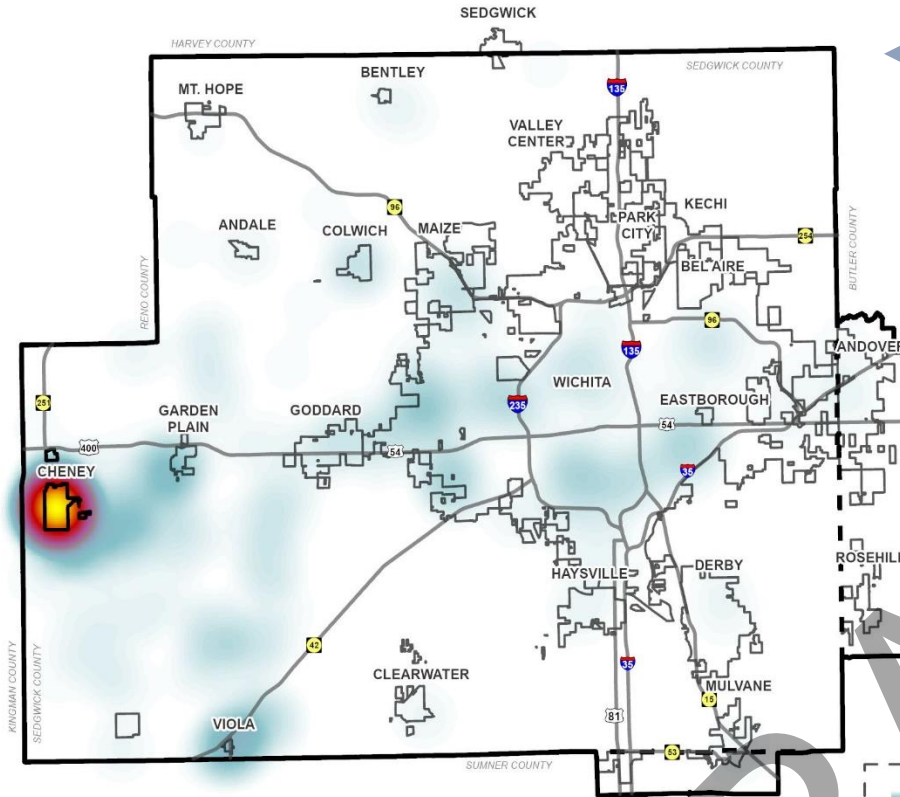 SEDGWICK
HARVEY COUNTY
SEDGWICK COUNTY
BENTLEY
MT. HOPE
135
VALLEY
CENTER
96
KECHI
PARK
CITY
ANDALE
COLWICH
MAIZE
254
BEL AIRE
BUTLER COUNTY
RENO COUNTY
96
135
ANDOVER
WICHITA
251
235
EASTBOROUGH
GARDEN
PLAIN
GODDARD
54
400
54
CHENEY
35
HAYSVILLE
DERBY
ROSEHILL
42
KINGMAN COUNTY
SEDGWICK COUNTY
35
CLEARWATER
MULVANE
15
81
VIOLA
53
SUMNER COUNTY